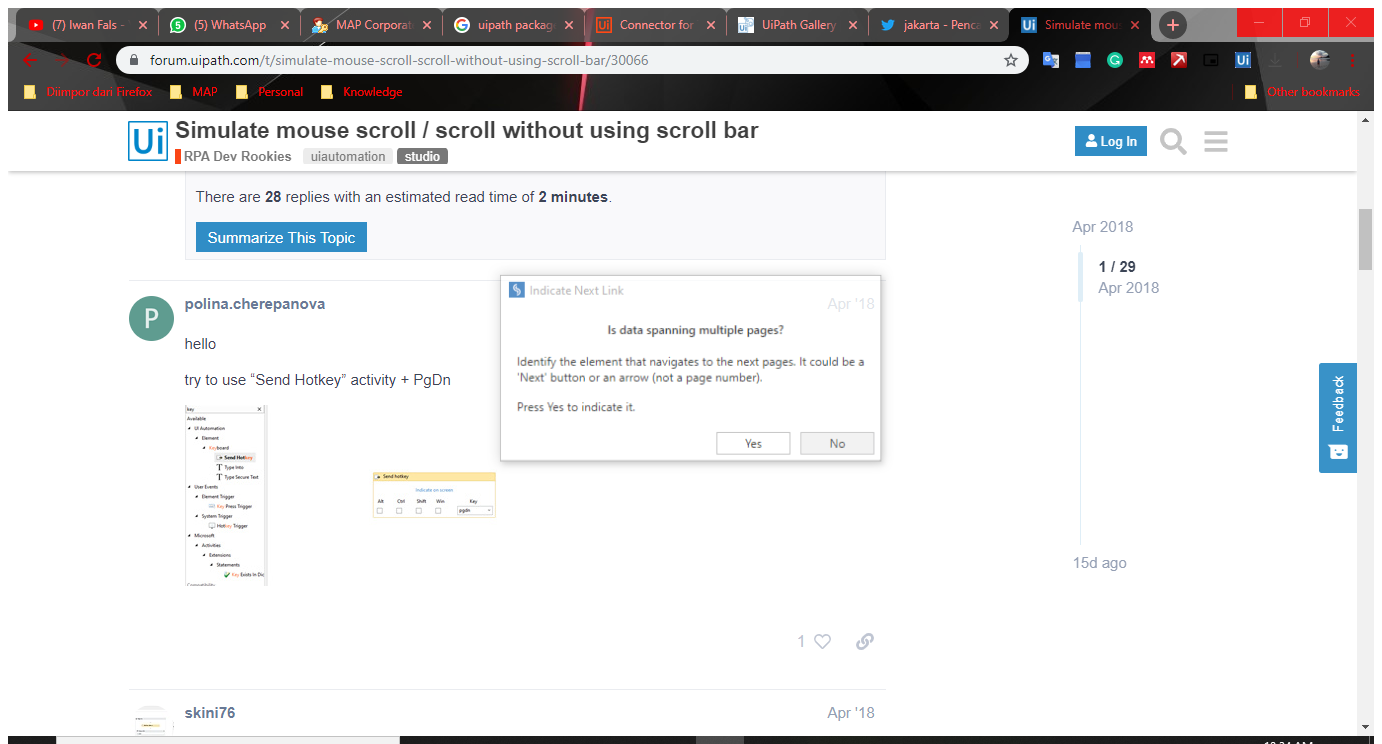 (7) Iwan Fals -
(5) WhatsApp
MAP Corporat
uipath packag
Connector for
UiPath Gallery
jakarta - Penca
Simulate mous
forum.uipath.com/t/simulate-mouse-scroll-scroll-without-using-scroll-bar/30066
Diimpor dari Firefox
MAP
Personal
Knowledge
Other bookmarks
Ui
Simulate mouse scroll / scroll without using scroll bar
RPA Dev Rookies
uiautomation
studio
Log In
There are 28 replies with an estimated read time of 2 minutes.
Summarize This Topic
Apr 2018
1 / 29
Apr 2018
15d ago
P
polina.cherepanova
Apr '18
hello
try to use “Send Hotkey” activity + PgDn
key
Available
UI Automation
Element
Keyboard
Send Hotkey
Type Into
Type Secure Text
User Events
Element Trigger
Key Press Trigger
System Trigger
Hotkey Trigger
Microsoft
Activities
Extensions
Statements
Key Exists In Dic
Send hotkey
Indicate on screen
Alt Ctrl Shift Win Key
pgdn
Indicate Next Link
Is data spanning multiple pages?
Identify the element that navigates to the next pages. It could be a
'Next' button or an arrow (not a page number).
Press Yes to indicate it.
Yes
No
Feedback
1
skini76
Apr '18